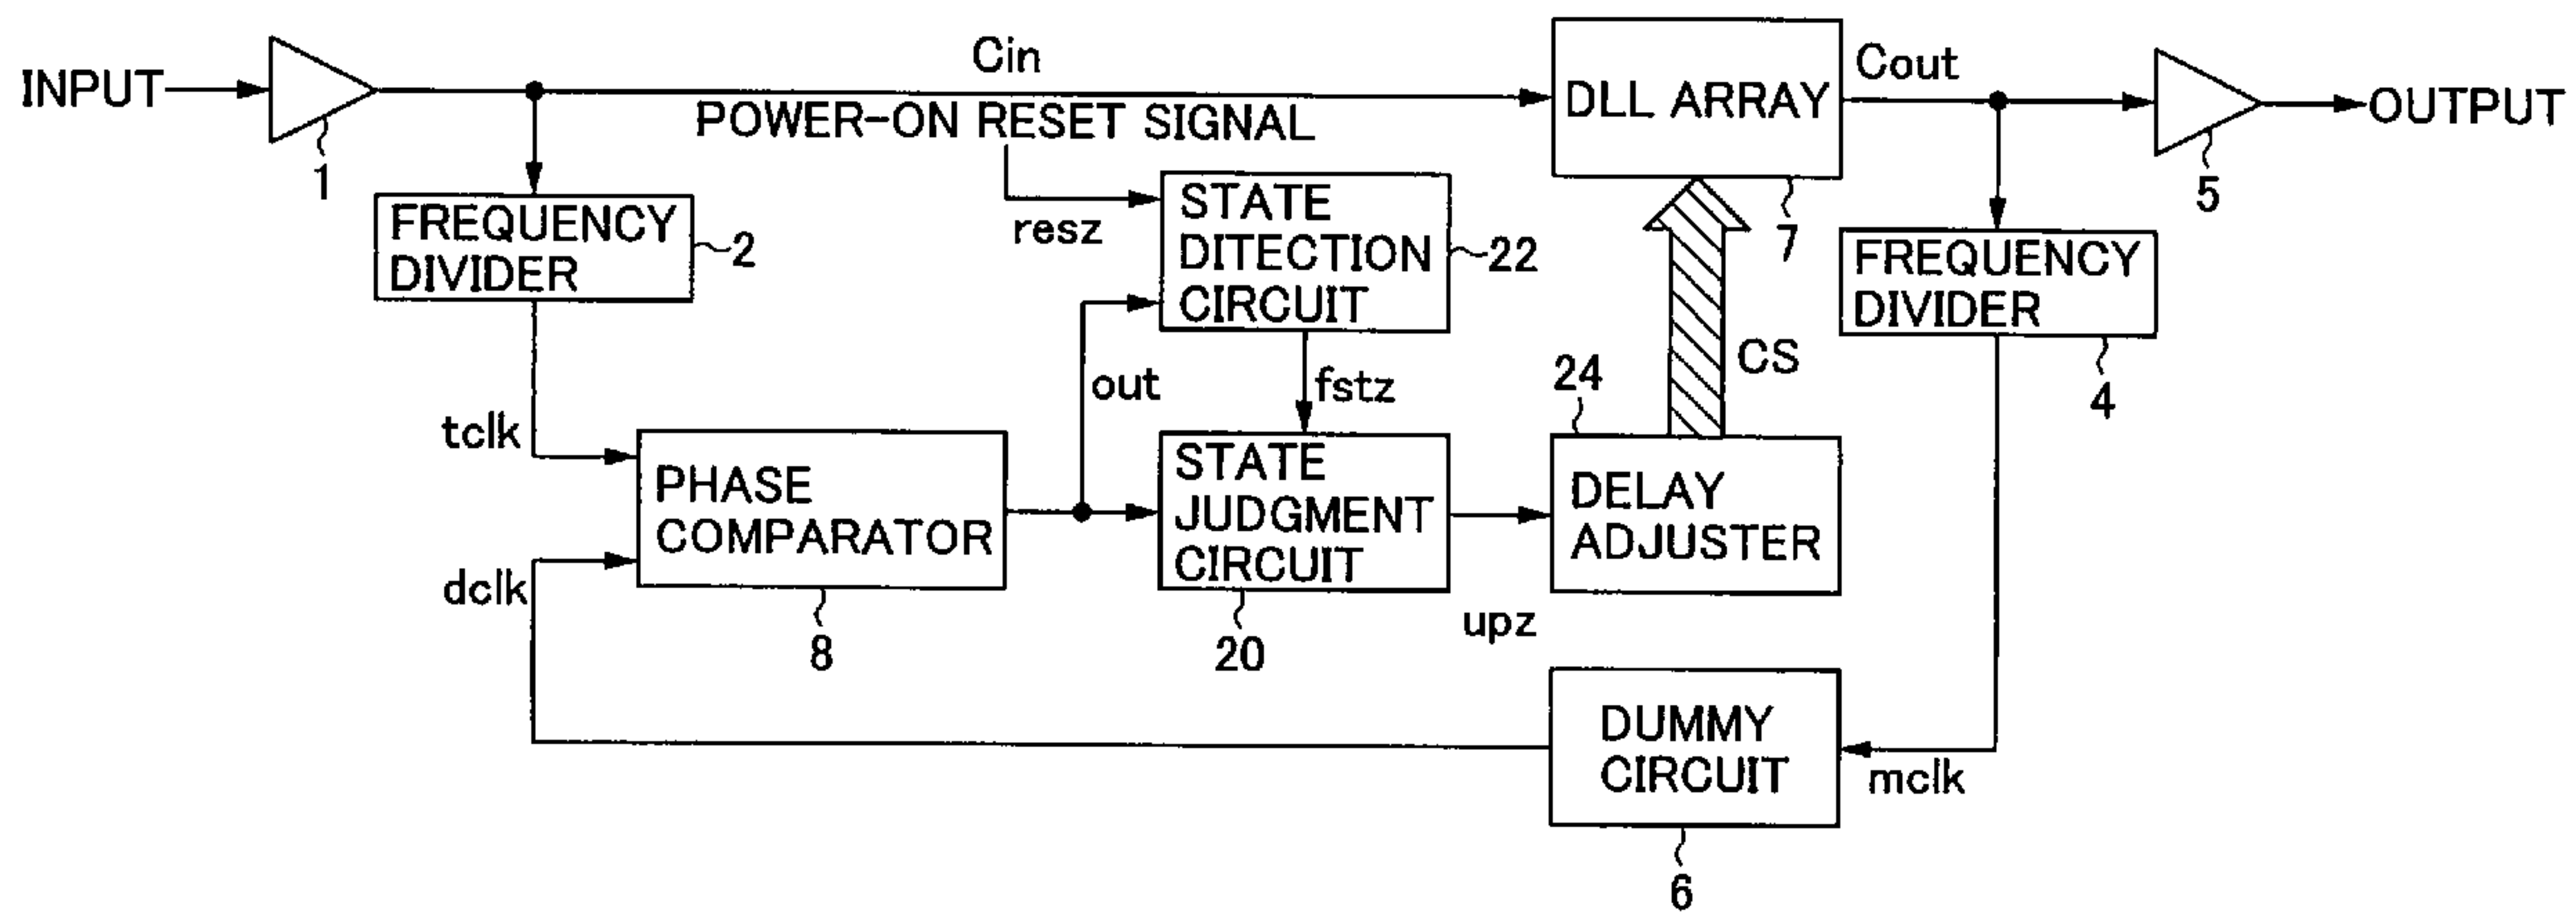 INPUT
1
Cin
POWER-ON RESET SIGNAL
DLL ARRAY
7
Cout
5
OUTPUT
FREQUENCY
DIVIDER
2
resz
STATE
DITECTION
CIRCUIT
22
FREQUENCY
DIVIDER
4
out
fstz
24
CS
tclk
dclk
PHASE
COMPARATOR
8
STATE
JUDGMENT
CIRCUIT
20
upz
DELAY
ADJUSTER
DUMMY
CIRCUIT
6
mclk